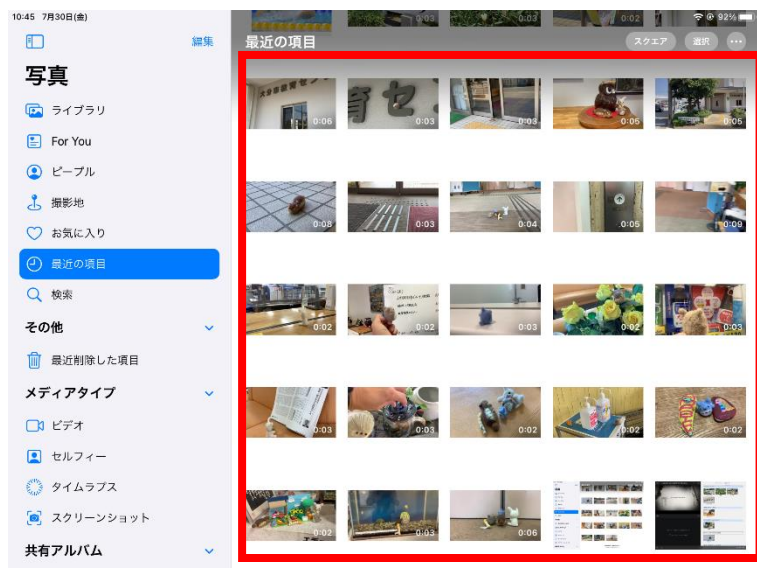 10:45 7月30日(金)
92%
編集
写真
ライブラリ
For You
ピープル
撮影地
お気に入り
最近の項目
検索
その他
最近削除した項目
メディアタイプ
ビデオ
セルフィー
タイムラプス
スクリーンショット
共有アルバム
0:03
0:03
0:02
最近の項目
スクエア
選択
0:06
育セ
0:03
0:03
0:05
0:05
0:08
0:03
0:04
0:05
0:09
0:02
0:02
0:03
0:02
0:03
0:03
0:03
0:02
0:02
0:02
0:02
0:03
0:06